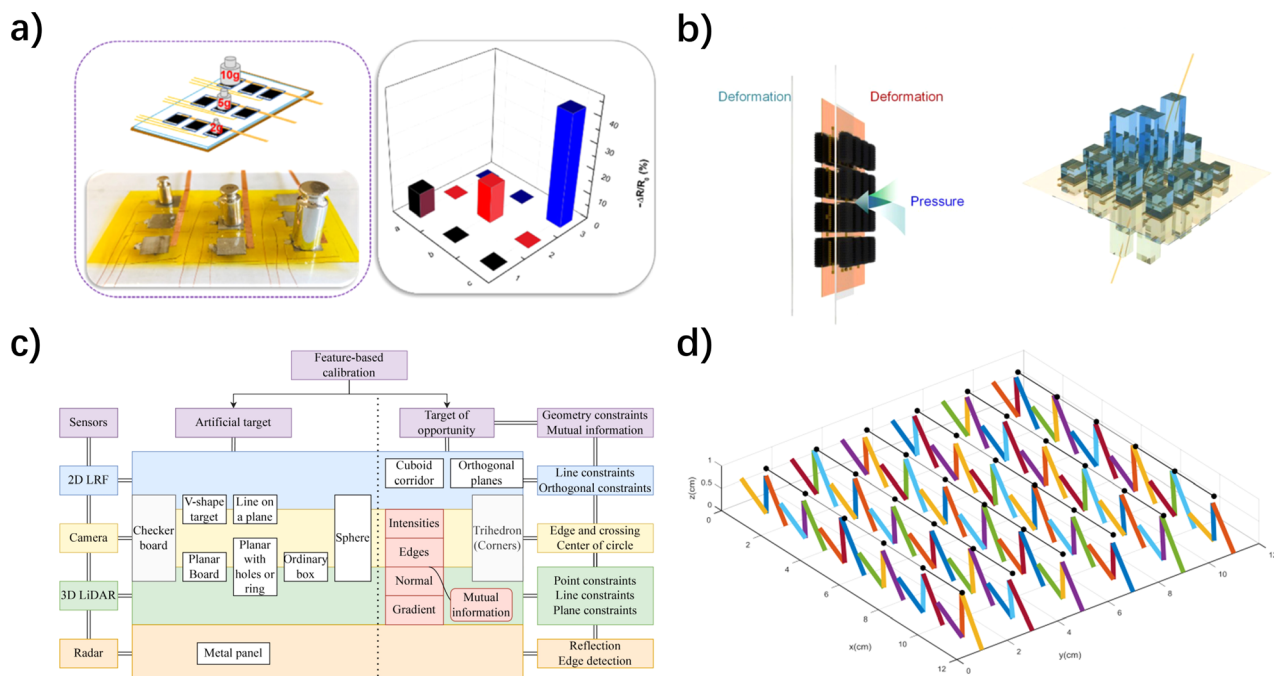 a)
10g
5g
2g
-ΔR/R0 (%)
40
30
20
10
0
3
2
1
b)
Deformation
Deformation
Pressure
c)
Feature-based
calibration
Sensors
Artificial target
Target of
opportunity
Geometry constraints
Mutual information
2D LRF
Cuboid
corridor
Orthogonal
planes
Line constraints
Orthogonal constraints
Camera
Checker
board
V-shape
target
Line on
a plane
Sphere
Intensities
Edges
Trihedron
(Corners)
Edge and crossing
Center of circle
Planar
Board
Planar
with
holes or
ring
Ordinary
box
3D LiDAR
Normal
Gradient
Mutual
information
Point constraints
Line constraints
Plane constraints
Radar
Metal panel
Reflection
Edge detection
d)
1
0.5
0
z(cm)
0
2
4
6
8
10
12
x(cm)
0
2
4
6
8
10
12
y(cm)